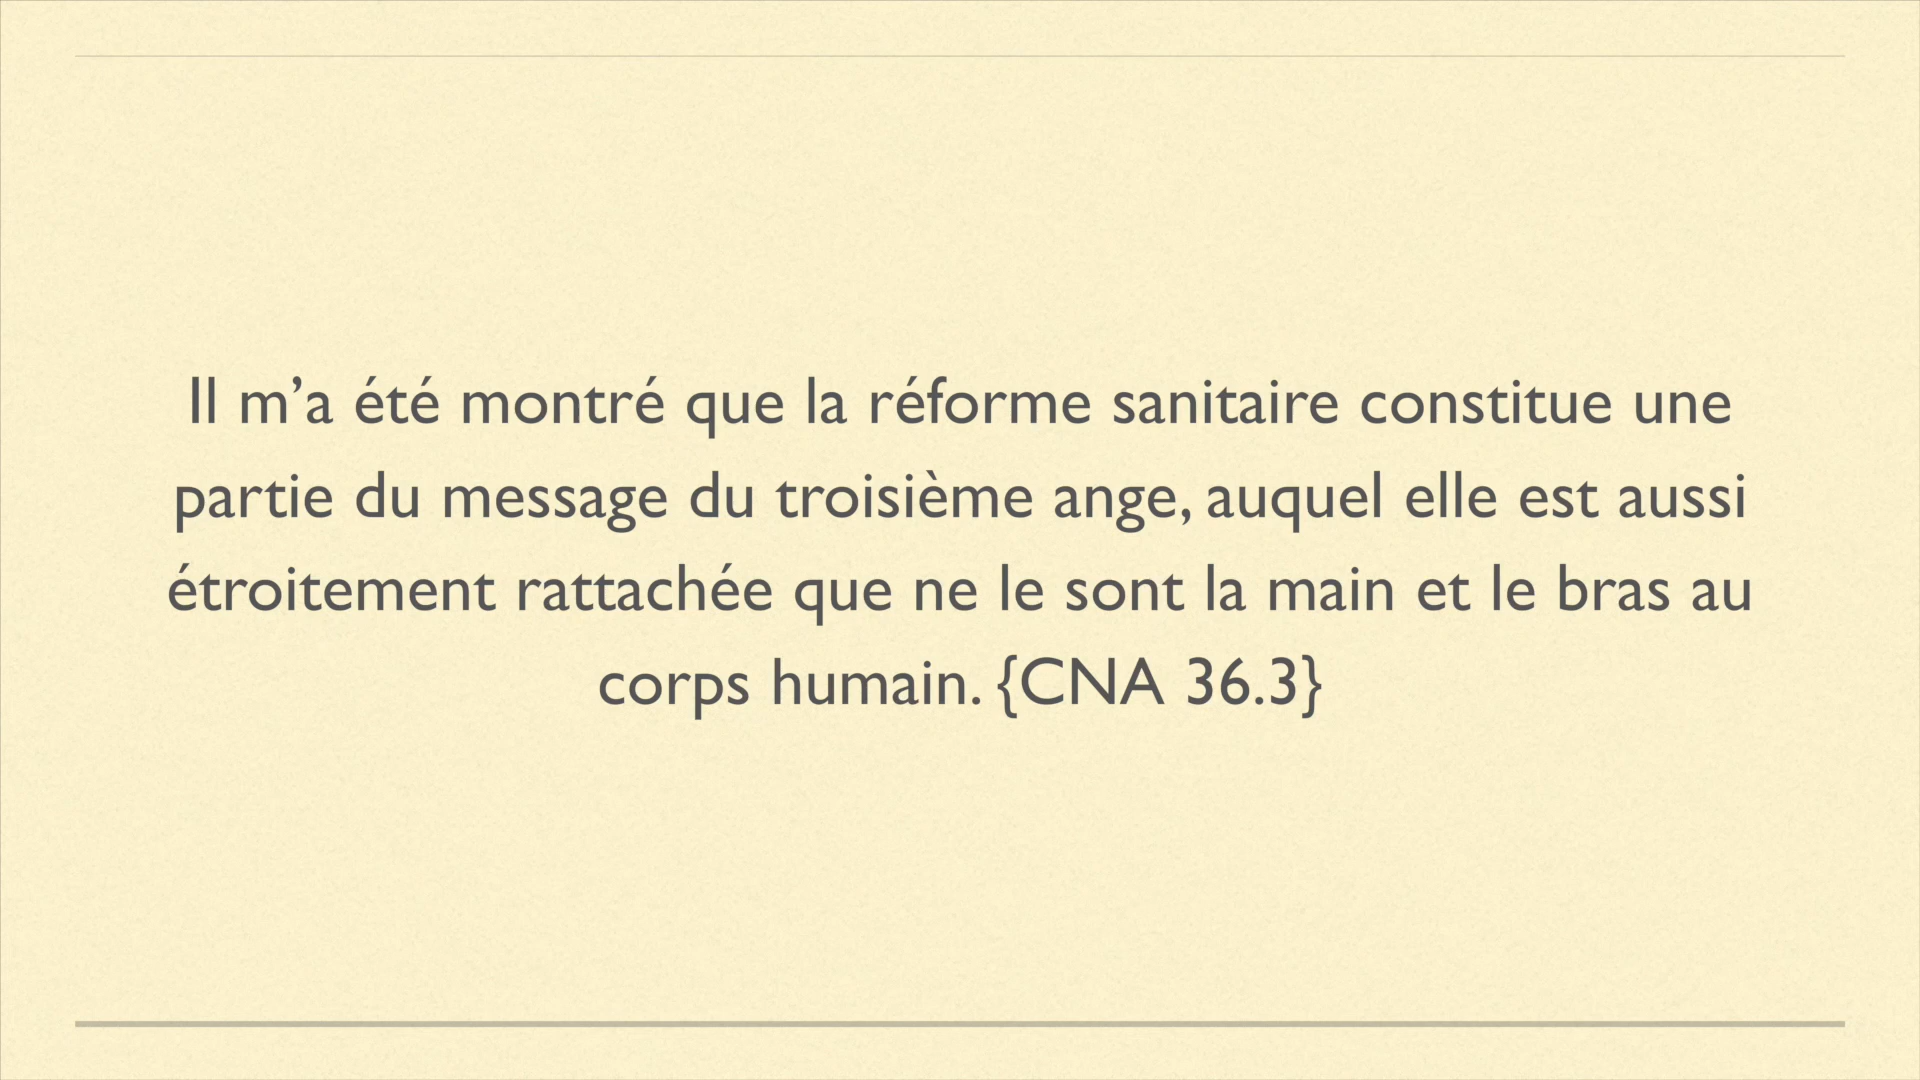 Il m’a été montré que la réforme sanitaire constitue une
partie du message du troisième ange, auquel elle est aussi
étroitement rattachée que ne le sont la main et le bras au
corps humain. {CNA 36.3}